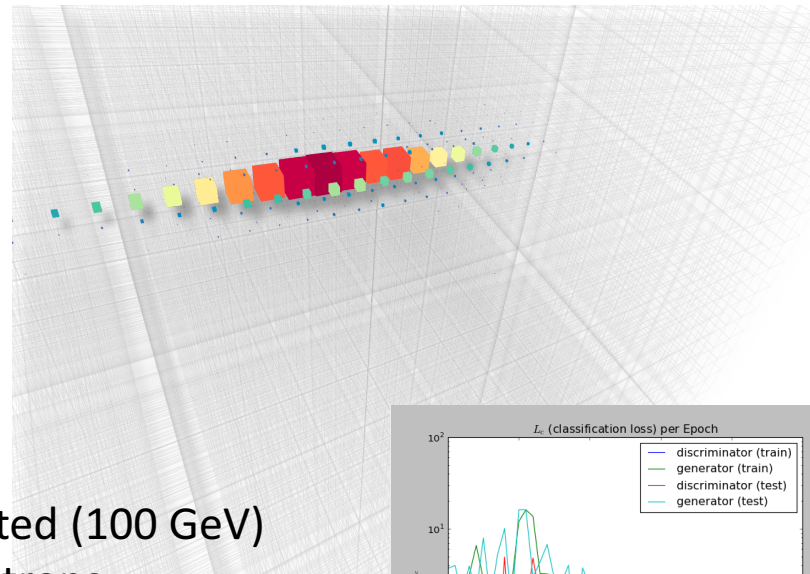 ted (100 GeV)
L_c (classification loss) per Epoch
10²
discriminator (train)
generator (train)
discriminator (test)
generator (test)
10¹